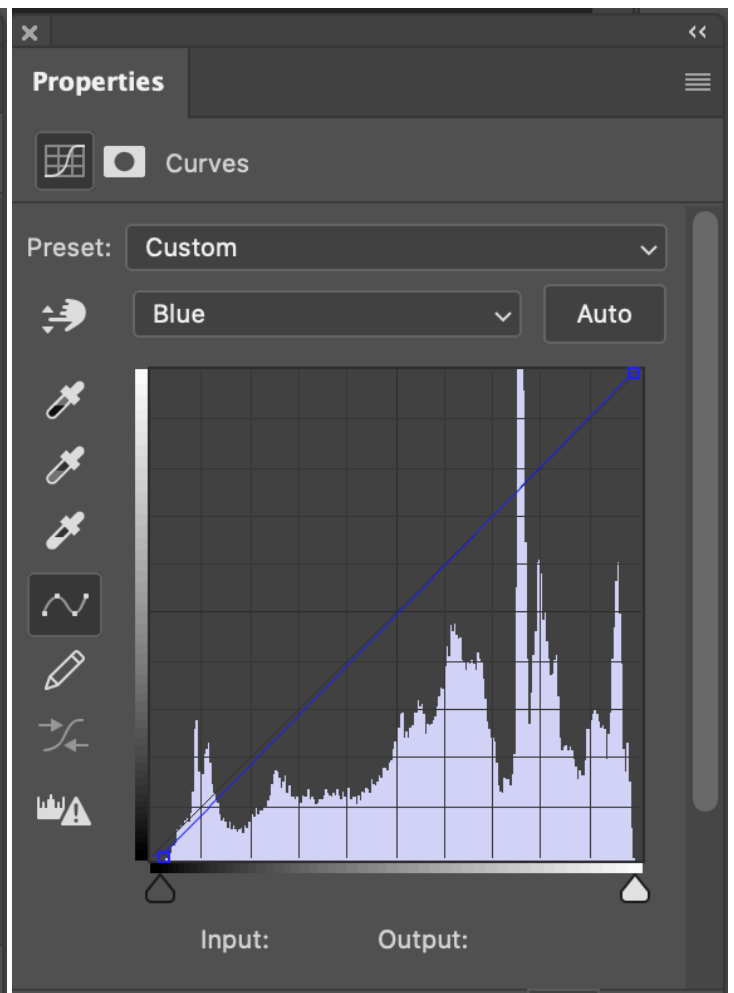 Properties
Curves
Preset: Custom
Blue Auto
Input: Output: